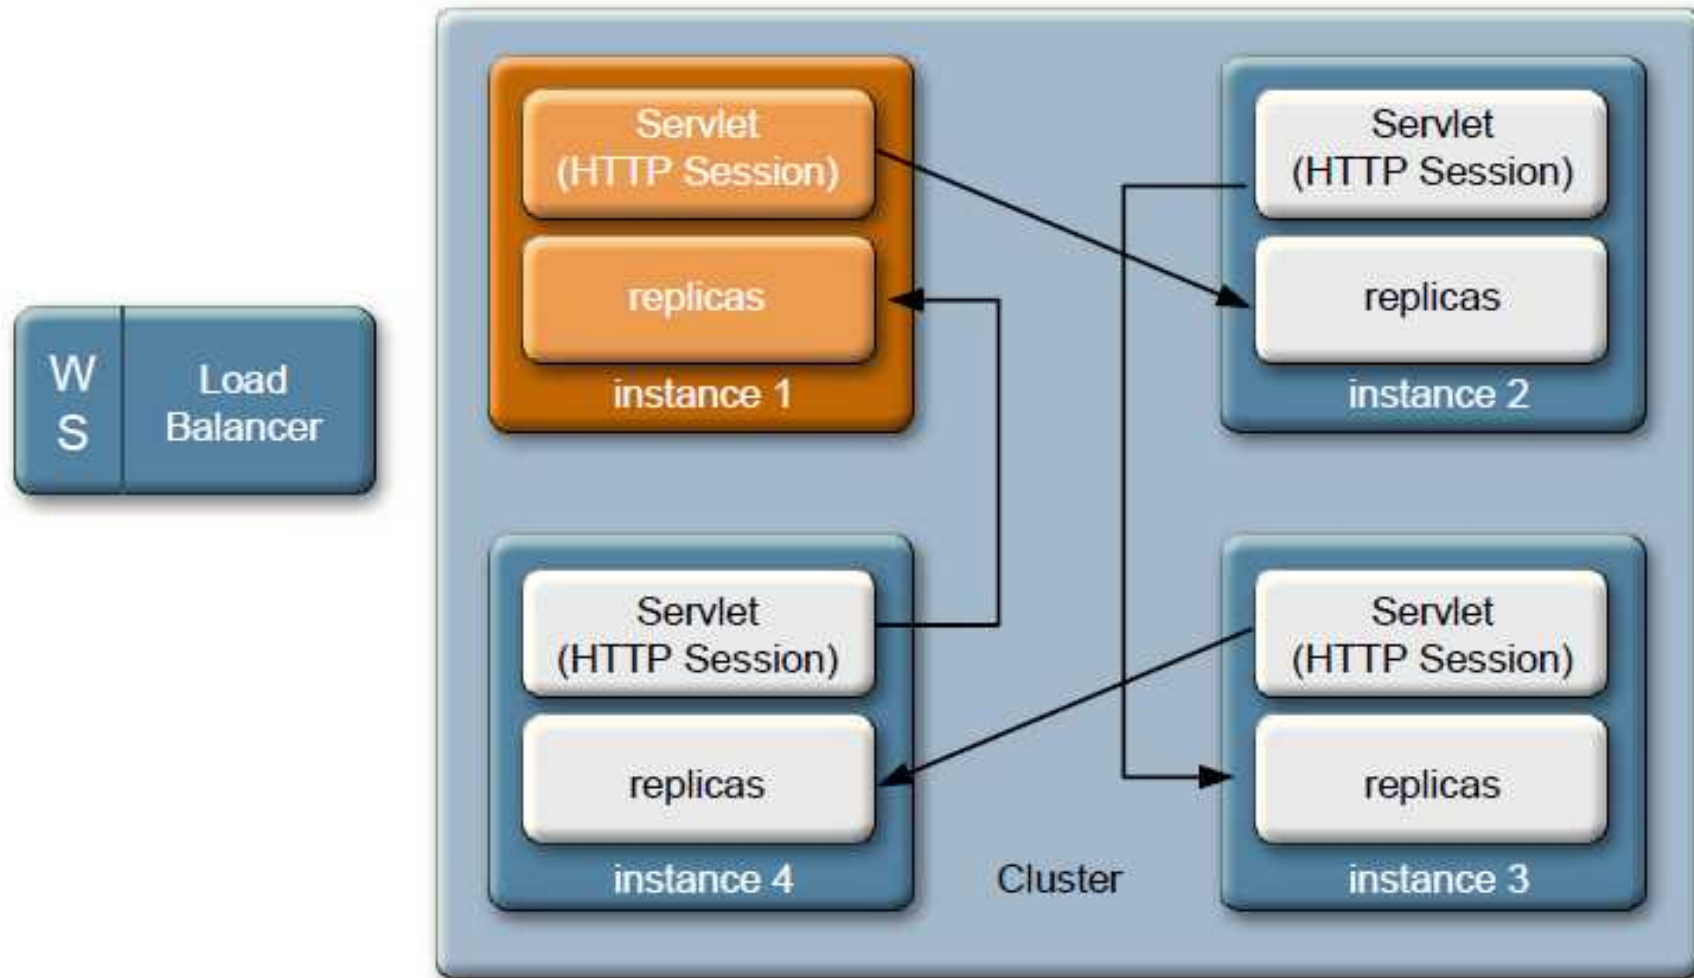 W
S
Load
Balancer
Servlet
(HTTP Session)
replicas
instance 1
Servlet
(HTTP Session)
replicas
instance 2
Servlet
(HTTP Session)
replicas
instance 4
Cluster
Servlet
(HTTP Session)
replicas
instance 3